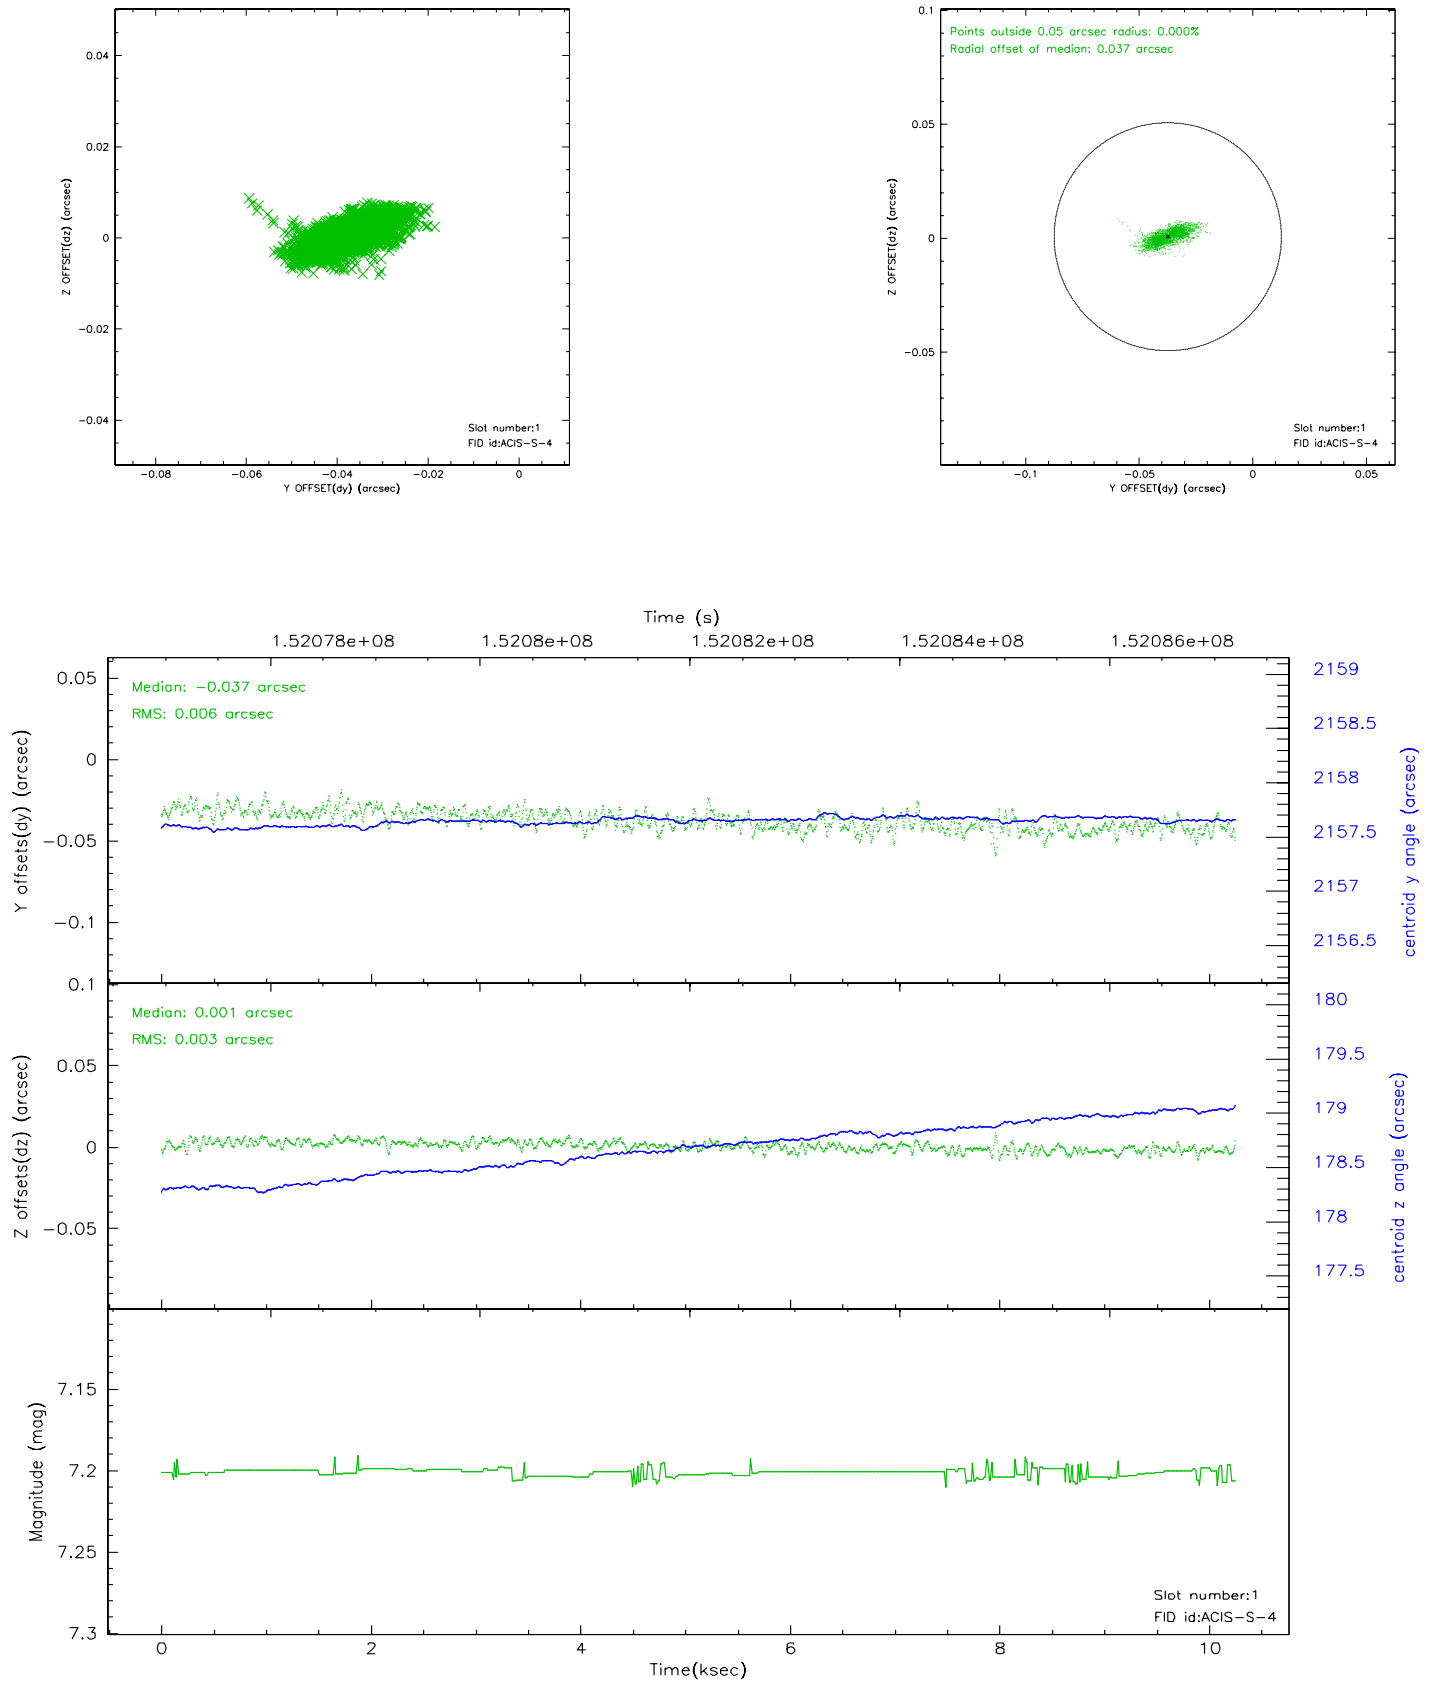 0.04
0.02
0
−0.02
−0.04
Z OFFSET(dz) (arcsec)
−0.08
−0.06
−0.04
−0.02
0
Y OFFSET(dy) (arcsec)
Slot number:1
FID id:ACIS−S−4
Points outside 0.05 arcsec radius: 0.000%
Radial offset of median: 0.037 arcsec
0.1
0.05
0
−0.05
Z OFFSET(dz) (arcsec)
−0.1
−0.05
0
0.05
Y OFFSET(dy) (arcsec)
Slot number:1
FID id:ACIS−S−4
Time (s)
1.52078e+08
1.5208e+08
1.52082e+08
1.52084e+08
1.52086e+08
Median: −0.037 arcsec
RMS: 0.006 arcsec
0.05
0
−0.05
−0.1
Y offsets(dy) (arcsec)
2159
2158.5
2158
2157.5
2157
2156.5
centroid y angle (arcsec)
Median: 0.001 arcsec
RMS: 0.003 arcsec
0.1
0.05
0
−0.05
Z offsets(dz) (arcsec)
180
179.5
179
178.5
178
177.5
centroid z angle (arcsec)
7.15
7.2
7.25
7.3
Magnitude (mag)
Slot number:1
FID id:ACIS−S−4
0
2
4
6
8
10
Time(ksec)